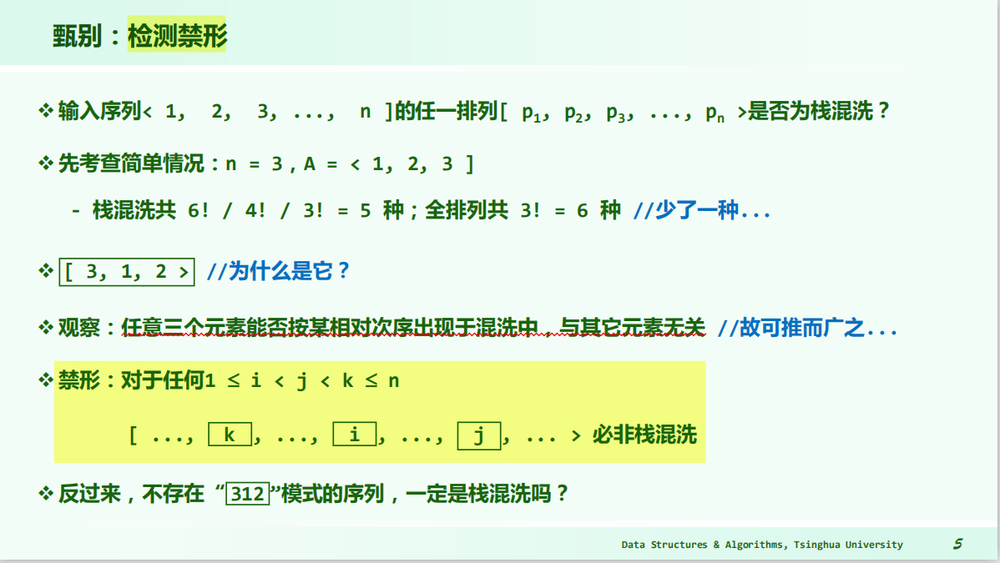 甄别：检测禁形
❖ 输入序列< 1, 2, 3, ..., n ]的任一排列[ p1, p2, p3, ..., pn >是否为栈混洗？
❖ 先考查简单情况：n = 3，A = < 1, 2, 3 ]
- 栈混洗共 6! / 4! / 3! = 5 种；全排列共 3! = 6 种 //少了一种...
❖ [ 3, 1, 2 > //为什么是它？
❖ 观察：任意三个元素能否按某相对次序出现于混洗中，与其它元素无关 //故可推而广之...
❖ 禁形：对于任何1 ≤ i < j < k ≤ n
[ ..., k, ..., i, ..., j, ... > 必非栈混洗
❖ 反过来，不存在“312”模式的序列，一定是栈混洗吗？
Data Structures & Algorithms, Tsinghua University 5